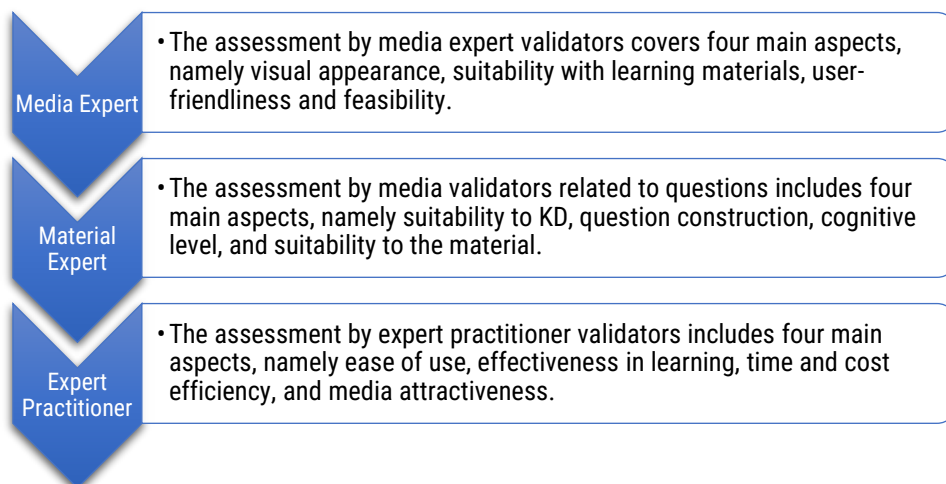 Media Expert
• The assessment by media expert validators covers four main aspects,
namely visual appearance, suitability with learning materials, user-
friendliness and feasibility.
Material
Expert
• The assessment by media validators related to questions includes four
main aspects, namely suitability to KD, question construction, cognitive
level, and suitability to the material.
Expert
Practitioner
• The assessment by expert practitioner validators includes four main
aspects, namely ease of use, effectiveness in learning, time and cost
efficiency, and media attractiveness.